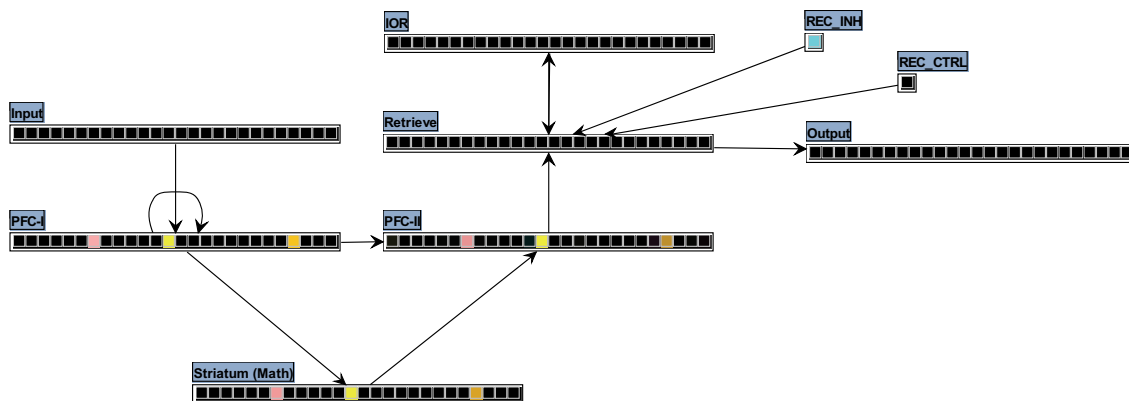 IOR
REC_INH
REC_CTRL
Input
Retrieve
Output
PFC-I
PFC-II
Striatum (Math)